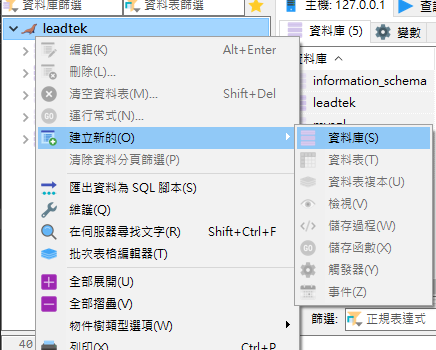 資料庫篩選 資料表篩選 主機: 127.0.0.1
leadtek 資料庫 (5) 變數
編輯(K) Alt+Enter
刪除(L)...
清空資料表(M)... Shift+Del
運行常式(N)...
建立新的(O)
清除資料分頁篩選(P)
匯出資料為 SQL 腳本(S)
維護(Q)
在伺服器尋找文字(R) Shift+Ctrl+F
批次表格編輯器(T)
全部展開(U)
全部摺疊(V)
物件樹類型選項(W)
列印(X)... Ctrl+P
資料庫
information_schema
leadtek
mysql
資料庫(S)
資料表(T)
資料表複本(U)
檢視(V)
儲存過程(W)
儲存函數(X)
觸發器(Y)
事件(Z)
篩選: 正規表達式
40